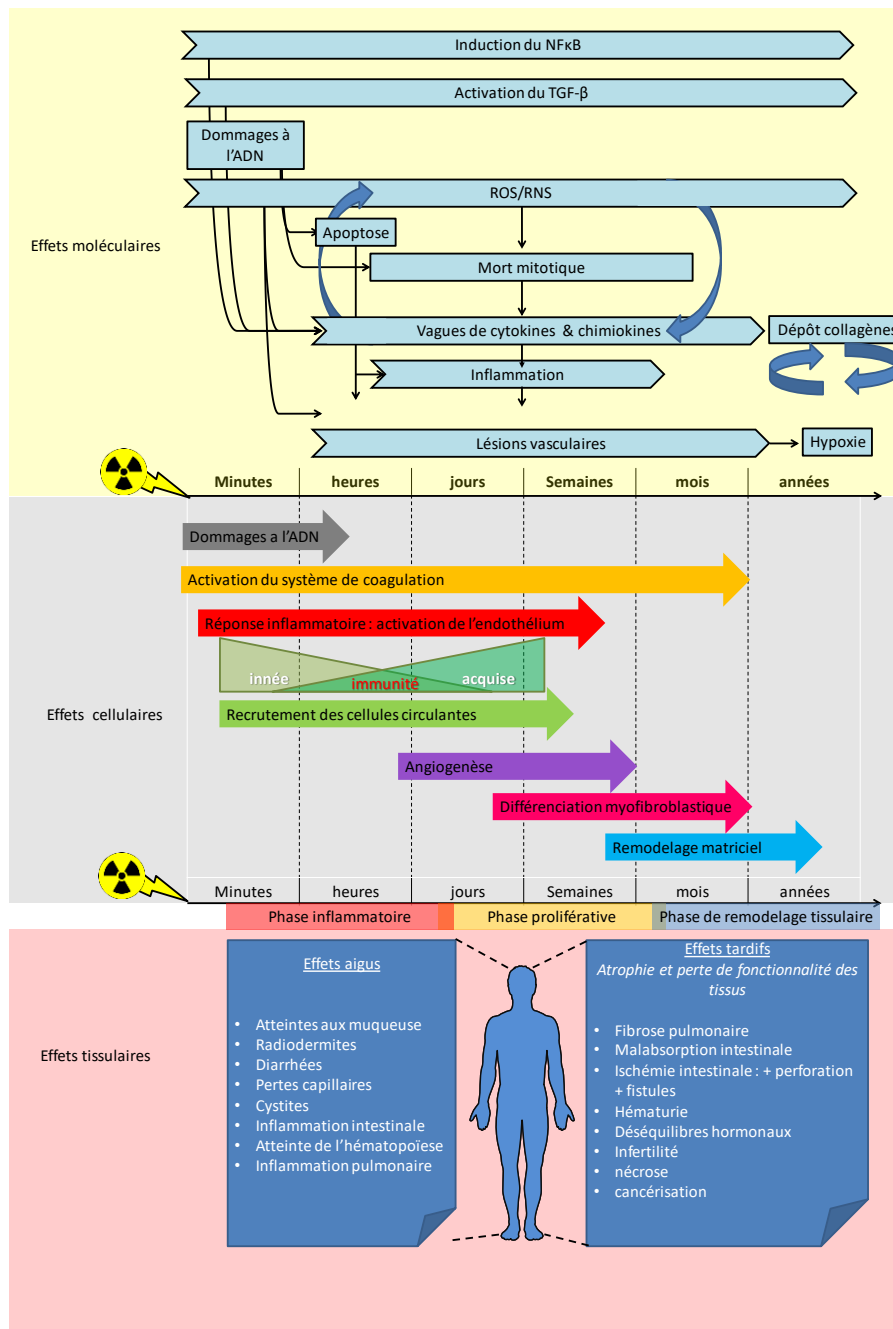 Induction du NFκB
Activation du TGF-β
Dommages à
l'ADN
ROS/RNS
Apoptose
Effets moléculaires
Mort mitotique
Vagues de cytokines & chimiokines
Dépôt collagènes
Inflammation
Lésions vasculaires
Hypoxie
Minutes heures jours Semaines mois années
Dommages a l'ADN
Activation du système de coagulation
Réponse inflammatoire : activation de l'endothélium
innée immunité acquise
Effets cellulaires
Recrutement des cellules circulantes
Angiogenèse
Différenciation myofibroblastique
Remodelage matriciel
Minutes heures jours Semaines mois années
Phase inflammatoire Phase proliférative Phase de remodelage tissulaire
Effets tissulaires
Effets aigus
• Atteintes aux muqueuse
• Radiodermites
• Diarrhées
• Pertes capillaires
• Cystites
• Inflammation intestinale
• Atteinte de l'hématopoïese
• Inflammation pulmonaire
Effets tardifs
Atrophie et perte de fonctionnalité des
tissus
• Fibrose pulmonaire
• Malabsorption intestinale
• Ischémie intestinale : + perforation
+ fistules
• Hématurie
• Déséquilibres hormonaux
• Infertilité
• nécrose
• cancérisation